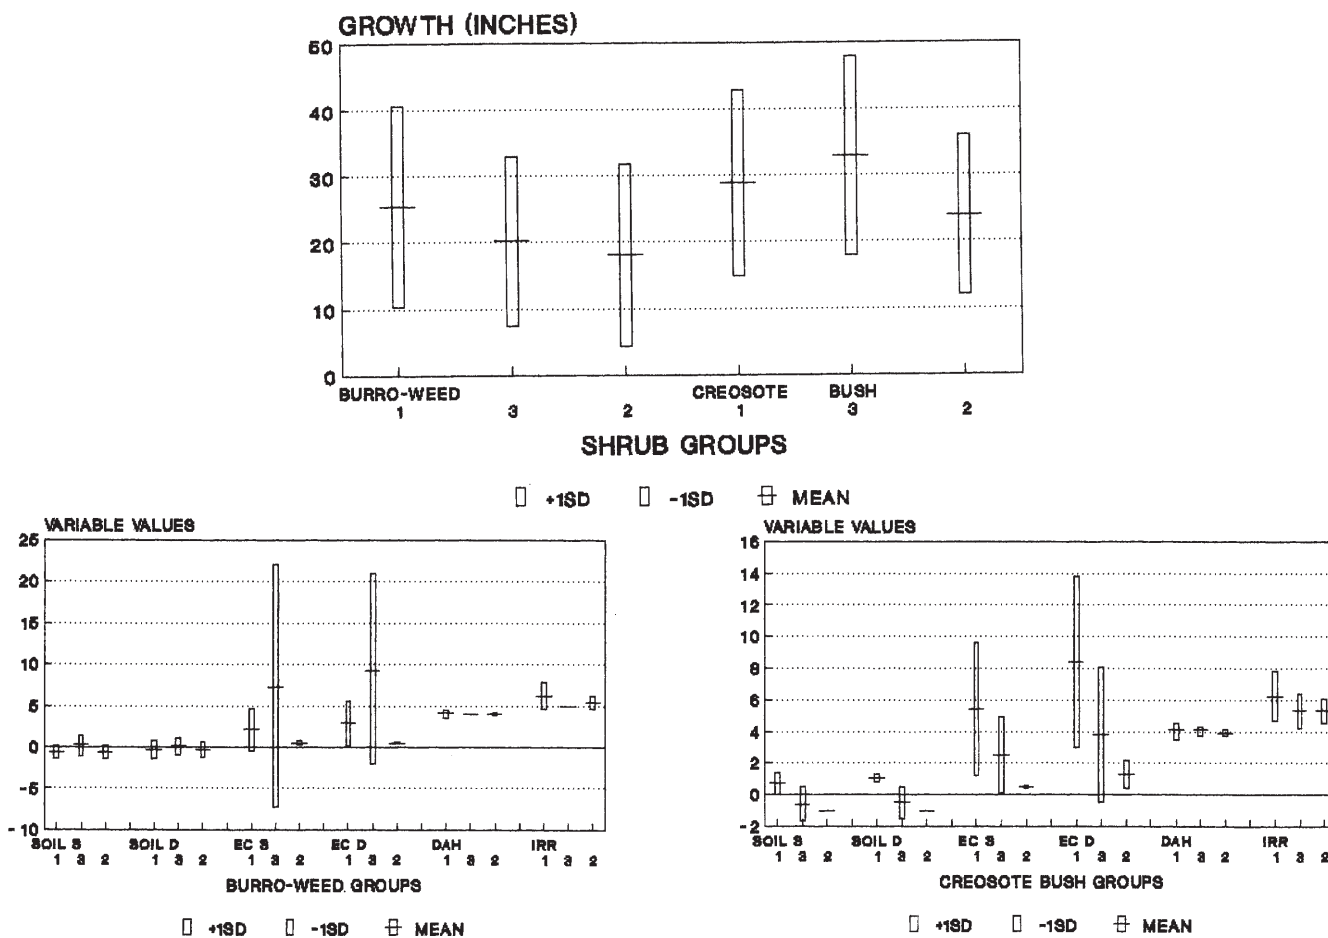 GROWTH (INCHES)
60
40
30
20
10
0
BURRO-WEED CREOSOTE BUSH
1 3 2 1 3 2
SHRUB GROUPS
+1SD -1SD MEAN
VARIABLE VALUES
25
20
15
10
5
0
-5
-10
SOIL S SOIL D EC S EC D DAH IRR
1 3 2 1 3 2 1 3 2 1 3 2 1 3 2 1 3 2
BURRO-WEED GROUPS
+1SD -1SD MEAN
VARIABLE VALUES
16
14
12
10
8
6
4
2
0
-2
SOIL S SOIL D EC S EC D DAH IRR
1 3 2 1 3 2 1 3 2 1 3 2 1 3 2 1 3 2
CREOSOTE BUSH GROUPS
+1SD -1SD MEAN